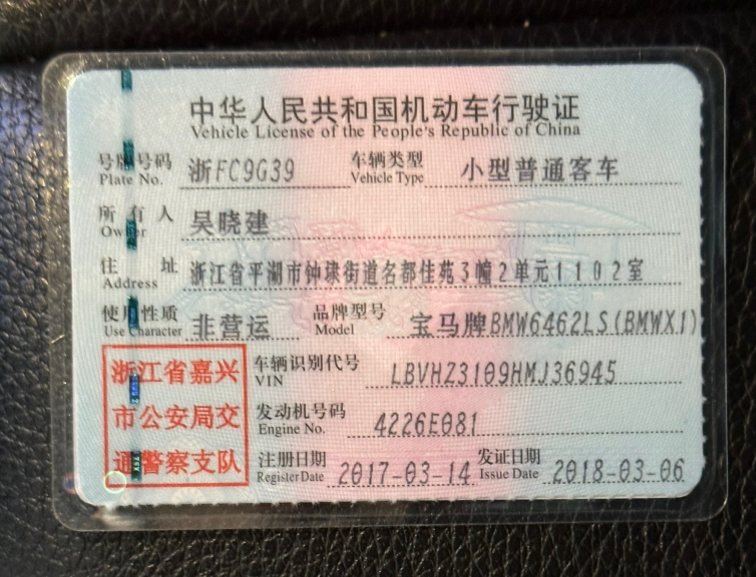 中华人民共和国机动车行驶证
Vehicle License of the People's Republic of China
号牌号码 浙FC9G39 车辆类型 小型普通客车
Plate No. Vehicle Type
所有人 吴晓建
Owner
住址 浙江省平湖市钟埭街道名都佳苑3幢2单元1102室
Address
使用性质 非营运 品牌型号 宝马牌BMW6462LS(BMWX1)
Use Character Model
浙江省嘉兴 车辆识别代号 LBVHZ3109HMJ36945
VIN
市公安局交 发动机号码 4226E081
Engine No.
通警察支队 注册日期 2017-03-14 发证日期 2018-03-06
Register Date Issue Date